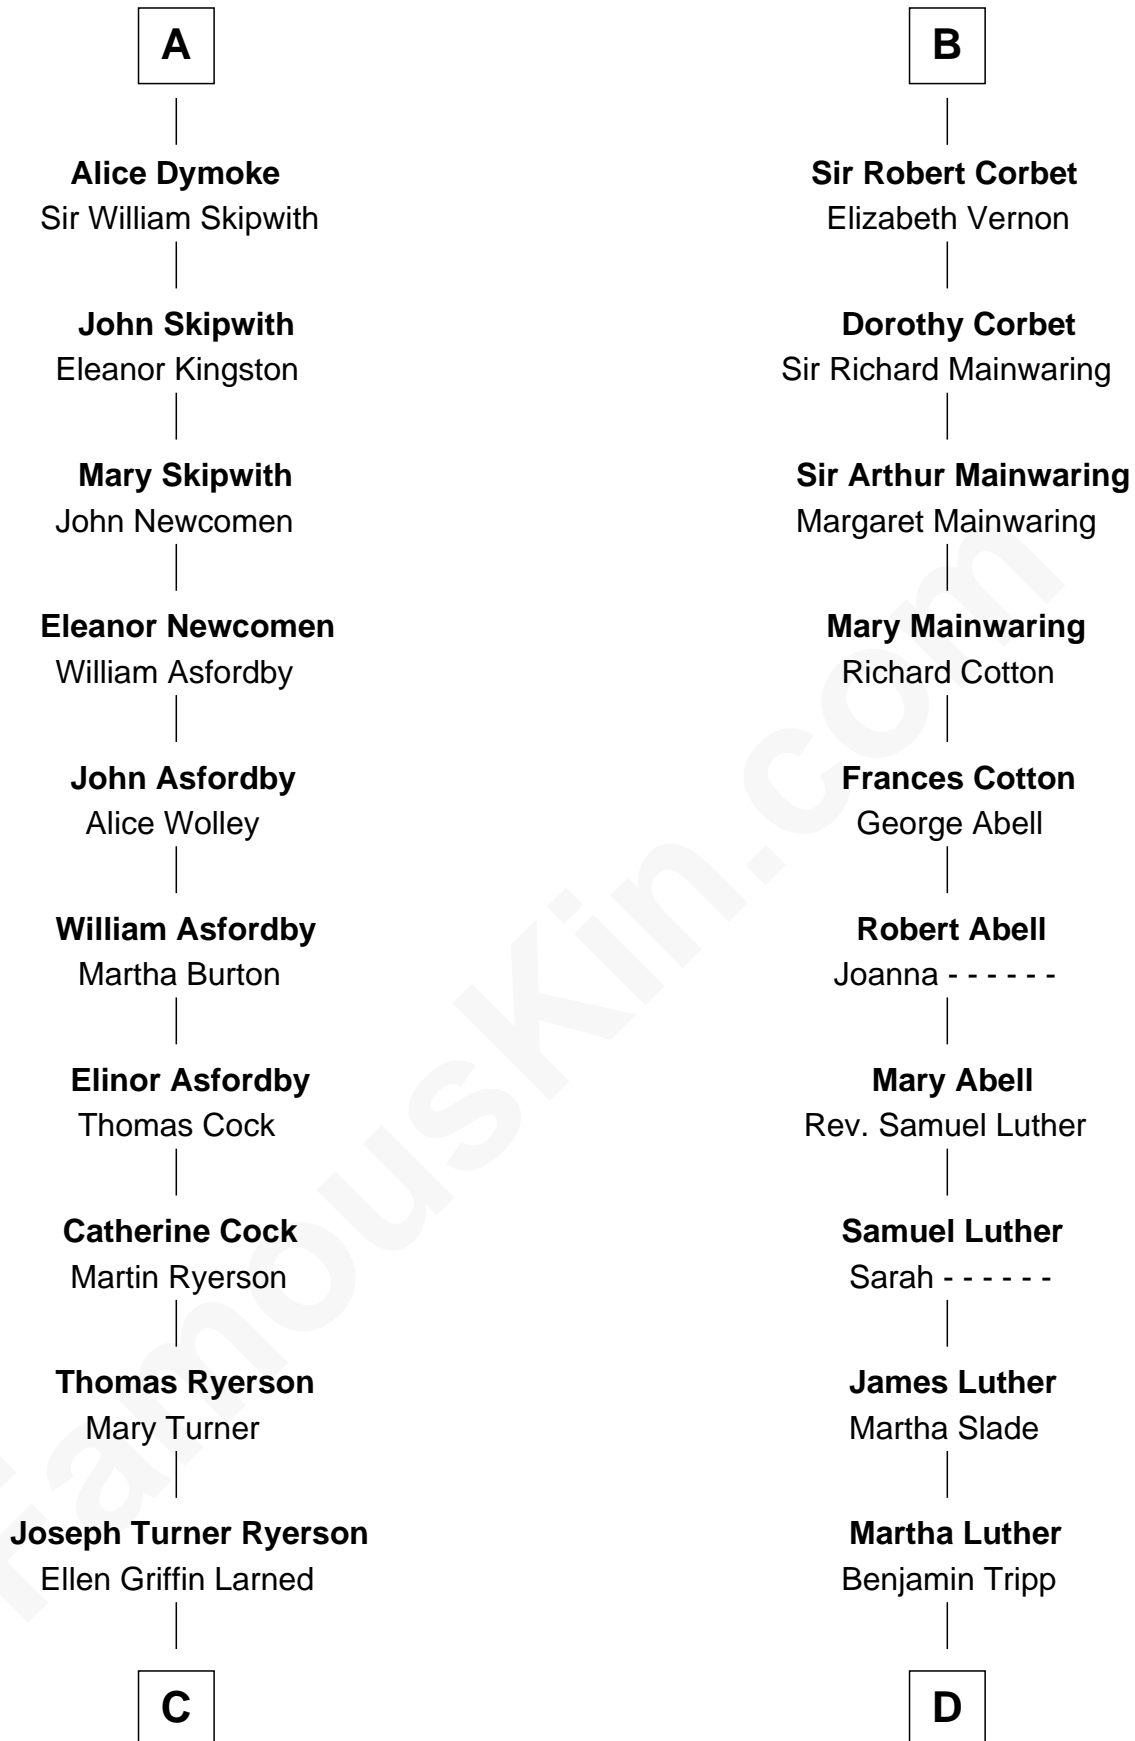 A
Alice Dymoke
Sir William Skipwith
John Skipwith
Eleanor Kingston
Mary Skipwith
John Newcomen
Eleanor Newcomen
William Asfordby
John Asfordby
Alice Wolley
William Asfordby
Martha Burton
Elinor Asfordby
Thomas Cock
Catherine Cock
Martin Ryerson
Thomas Ryerson
Mary Turner
Joseph Turner Ryerson
Ellen Griffin Larned
C
B
Sir Robert Corbet
Elizabeth Vernon
Dorothy Corbet
Sir Richard Mainwaring
Sir Arthur Mainwaring
Margaret Mainwaring
Mary Mainwaring
Richard Cotton
Frances Cotton
George Abell
Robert Abell
Joanna - - - - - -
Mary Abell
Rev. Samuel Luther
Samuel Luther
Sarah - - - - - -
James Luther
Martha Slade
Martha Luther
Benjamin Tripp
D
FamousKin.com